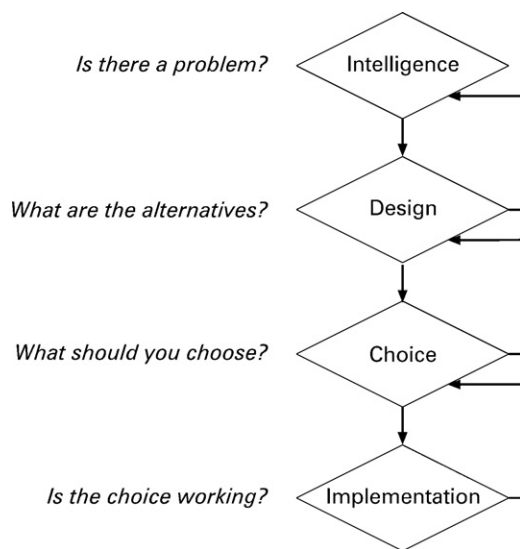 Is there a problem?
Intelligence
What are the alternatives?
Design
What should you choose?
Choice
Is the choice working?
Implementation